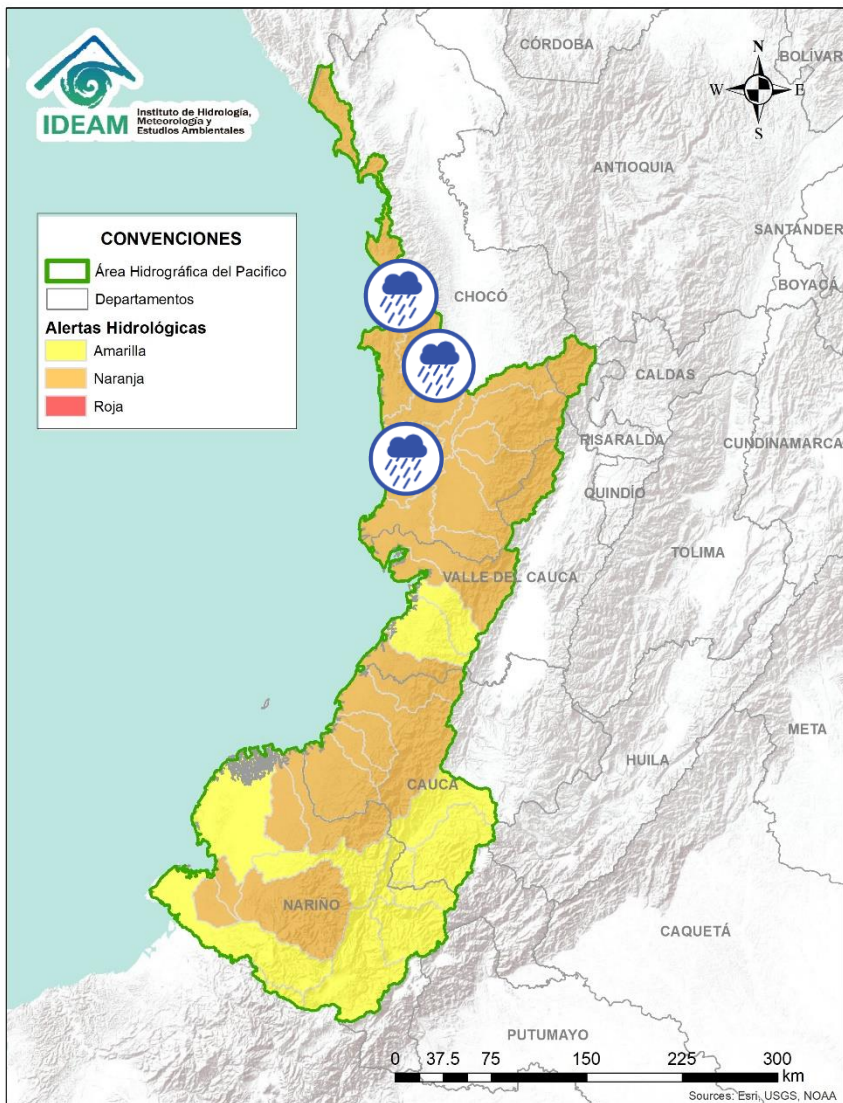 IDEAM
Instituto de Hidrología,
Meteorología y
Estudios Ambientales
CÓRDOBA
BOLÍVAR
N
W
E
S
ANTIOQUIA
SANTANDER
BOYACÁ
CONVENCIONES
Área Hidrográfica del Pacifico
Departamentos
Alertas Hidrológicas
Amarilla
Naranja
Roja
CHOCÓ
CALDAS
RISARALDA
CUNDINAMARCA
QUINDÍO
TOLIMA
VALLE DEL CAUCA
META
HUILA
CAUCA
NARIÑO
CAQUETÁ
PUTUMAYO
0 37.5 75 150 225 300
km
Sources: Esri, USGS, NOAA